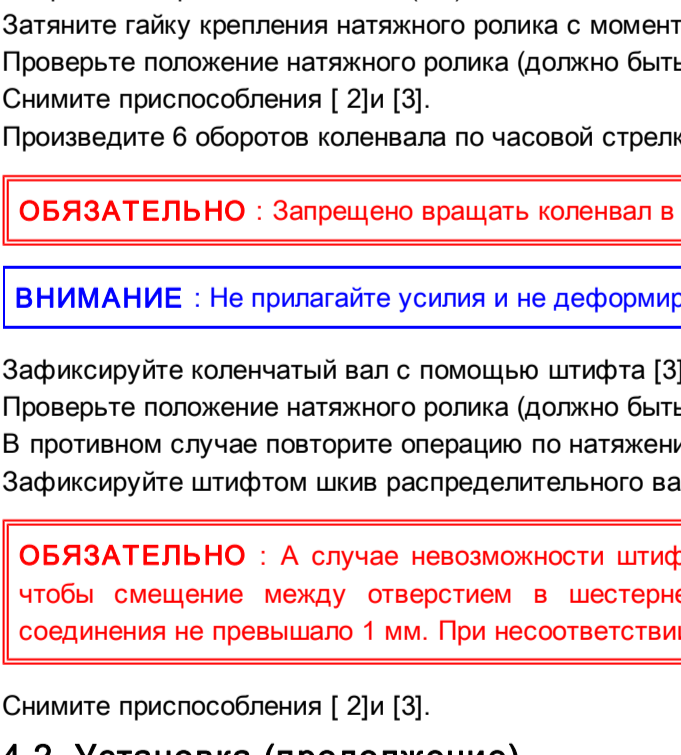 Затяните гайку крепления натяжного ролика с момент
Проверьте положение натяжного ролика (должно быть
Снимите приспособления [ 2]и [3].
Произведите 6 оборотов коленвала по часовой стрелк
ОБЯЗАТЕЛЬНО : Запрещено вращать коленвал в
ВНИМАНИЕ : Не прилагайте усилия и не деформир
Зафиксируйте коленчатый вал с помощью штифта [3]
Проверьте положение натяжного ролика (должно быть
В противном случае повторите операцию по натяжени
Зафиксируйте штифтом шкив распределительного ва
ОБЯЗАТЕЛЬНО : А случае невозможности штиф
чтобы смещение между отверстием в шестерне
соединения не превышало 1 мм. При несоответстви
Снимите приспособления [ 2]и [3].
4.2. Установка (продолжение)